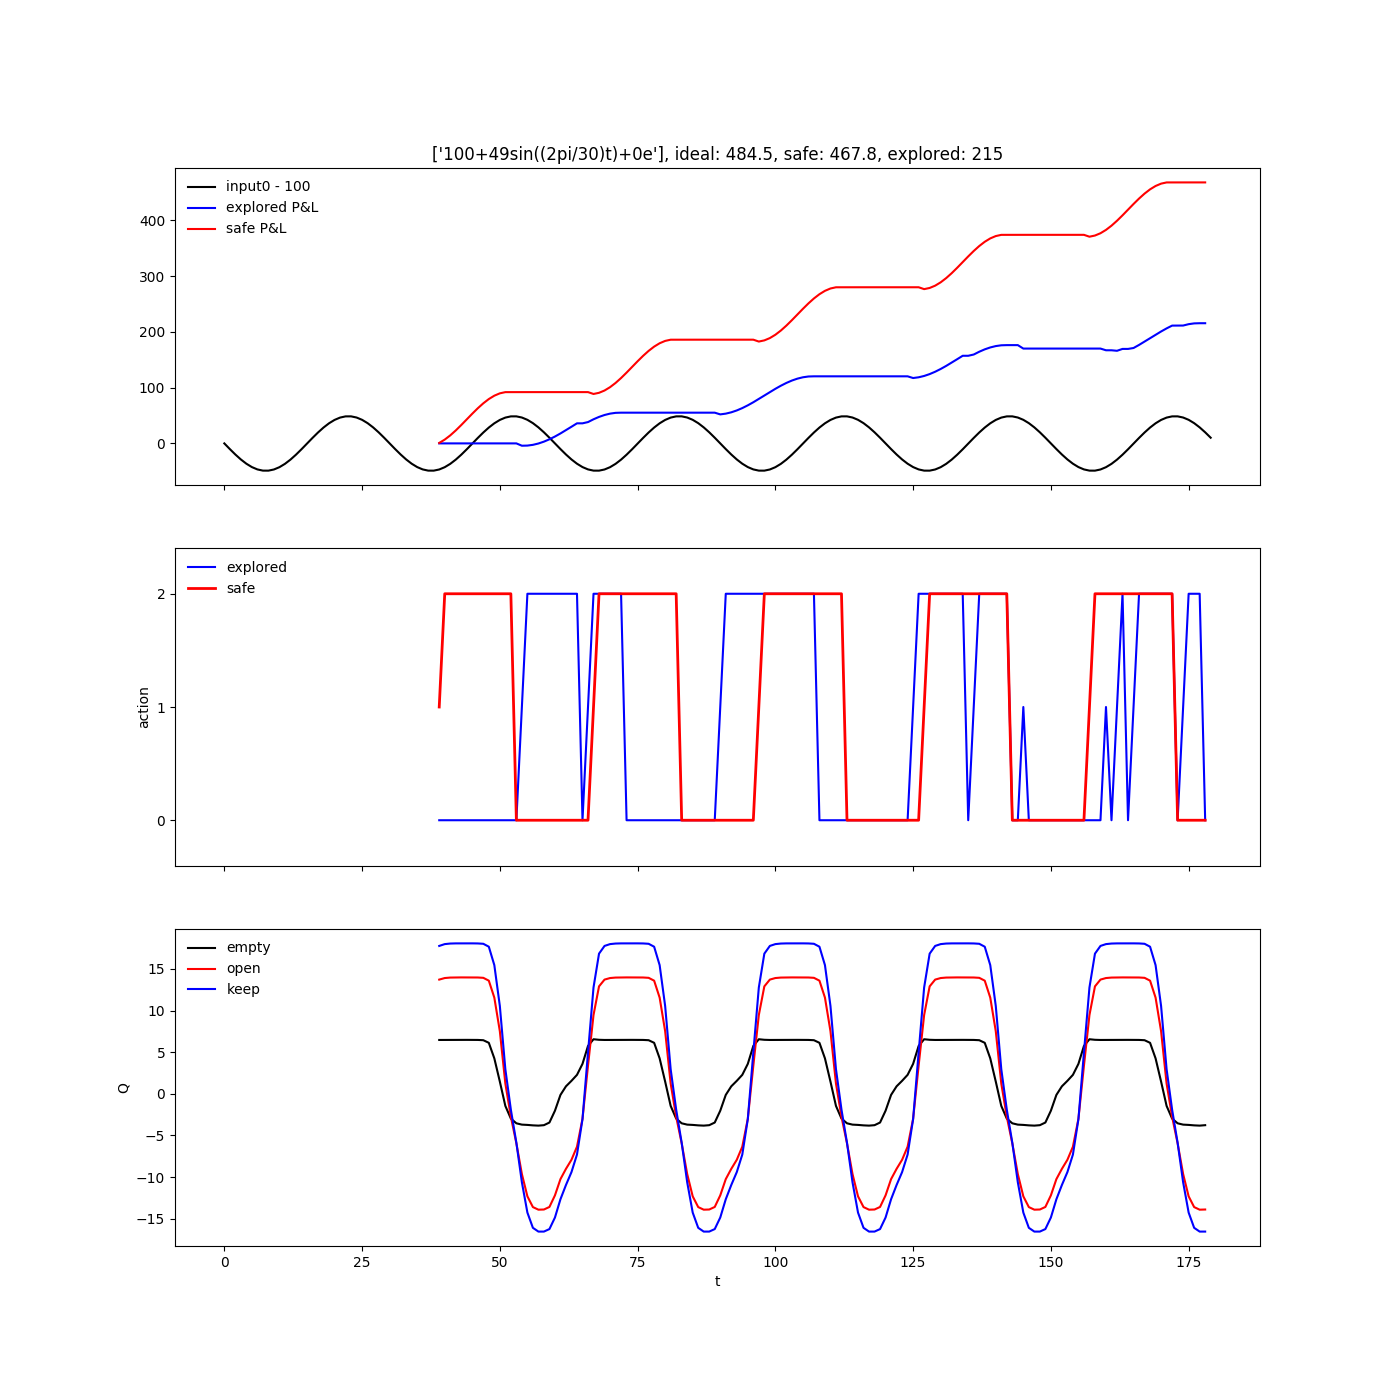 ['100+49sin((2pi/30)t)+0e'], ideal: 484.5, safe: 467.8, explored: 215
input0 - 100
explored P&L
safe P&L
400
300
200
100
0
explored
safe
2
1
0
action
empty
open
keep
15
10
5
0
−5
−10
−15
Q
0 25 50 75 100 125 150 175
t